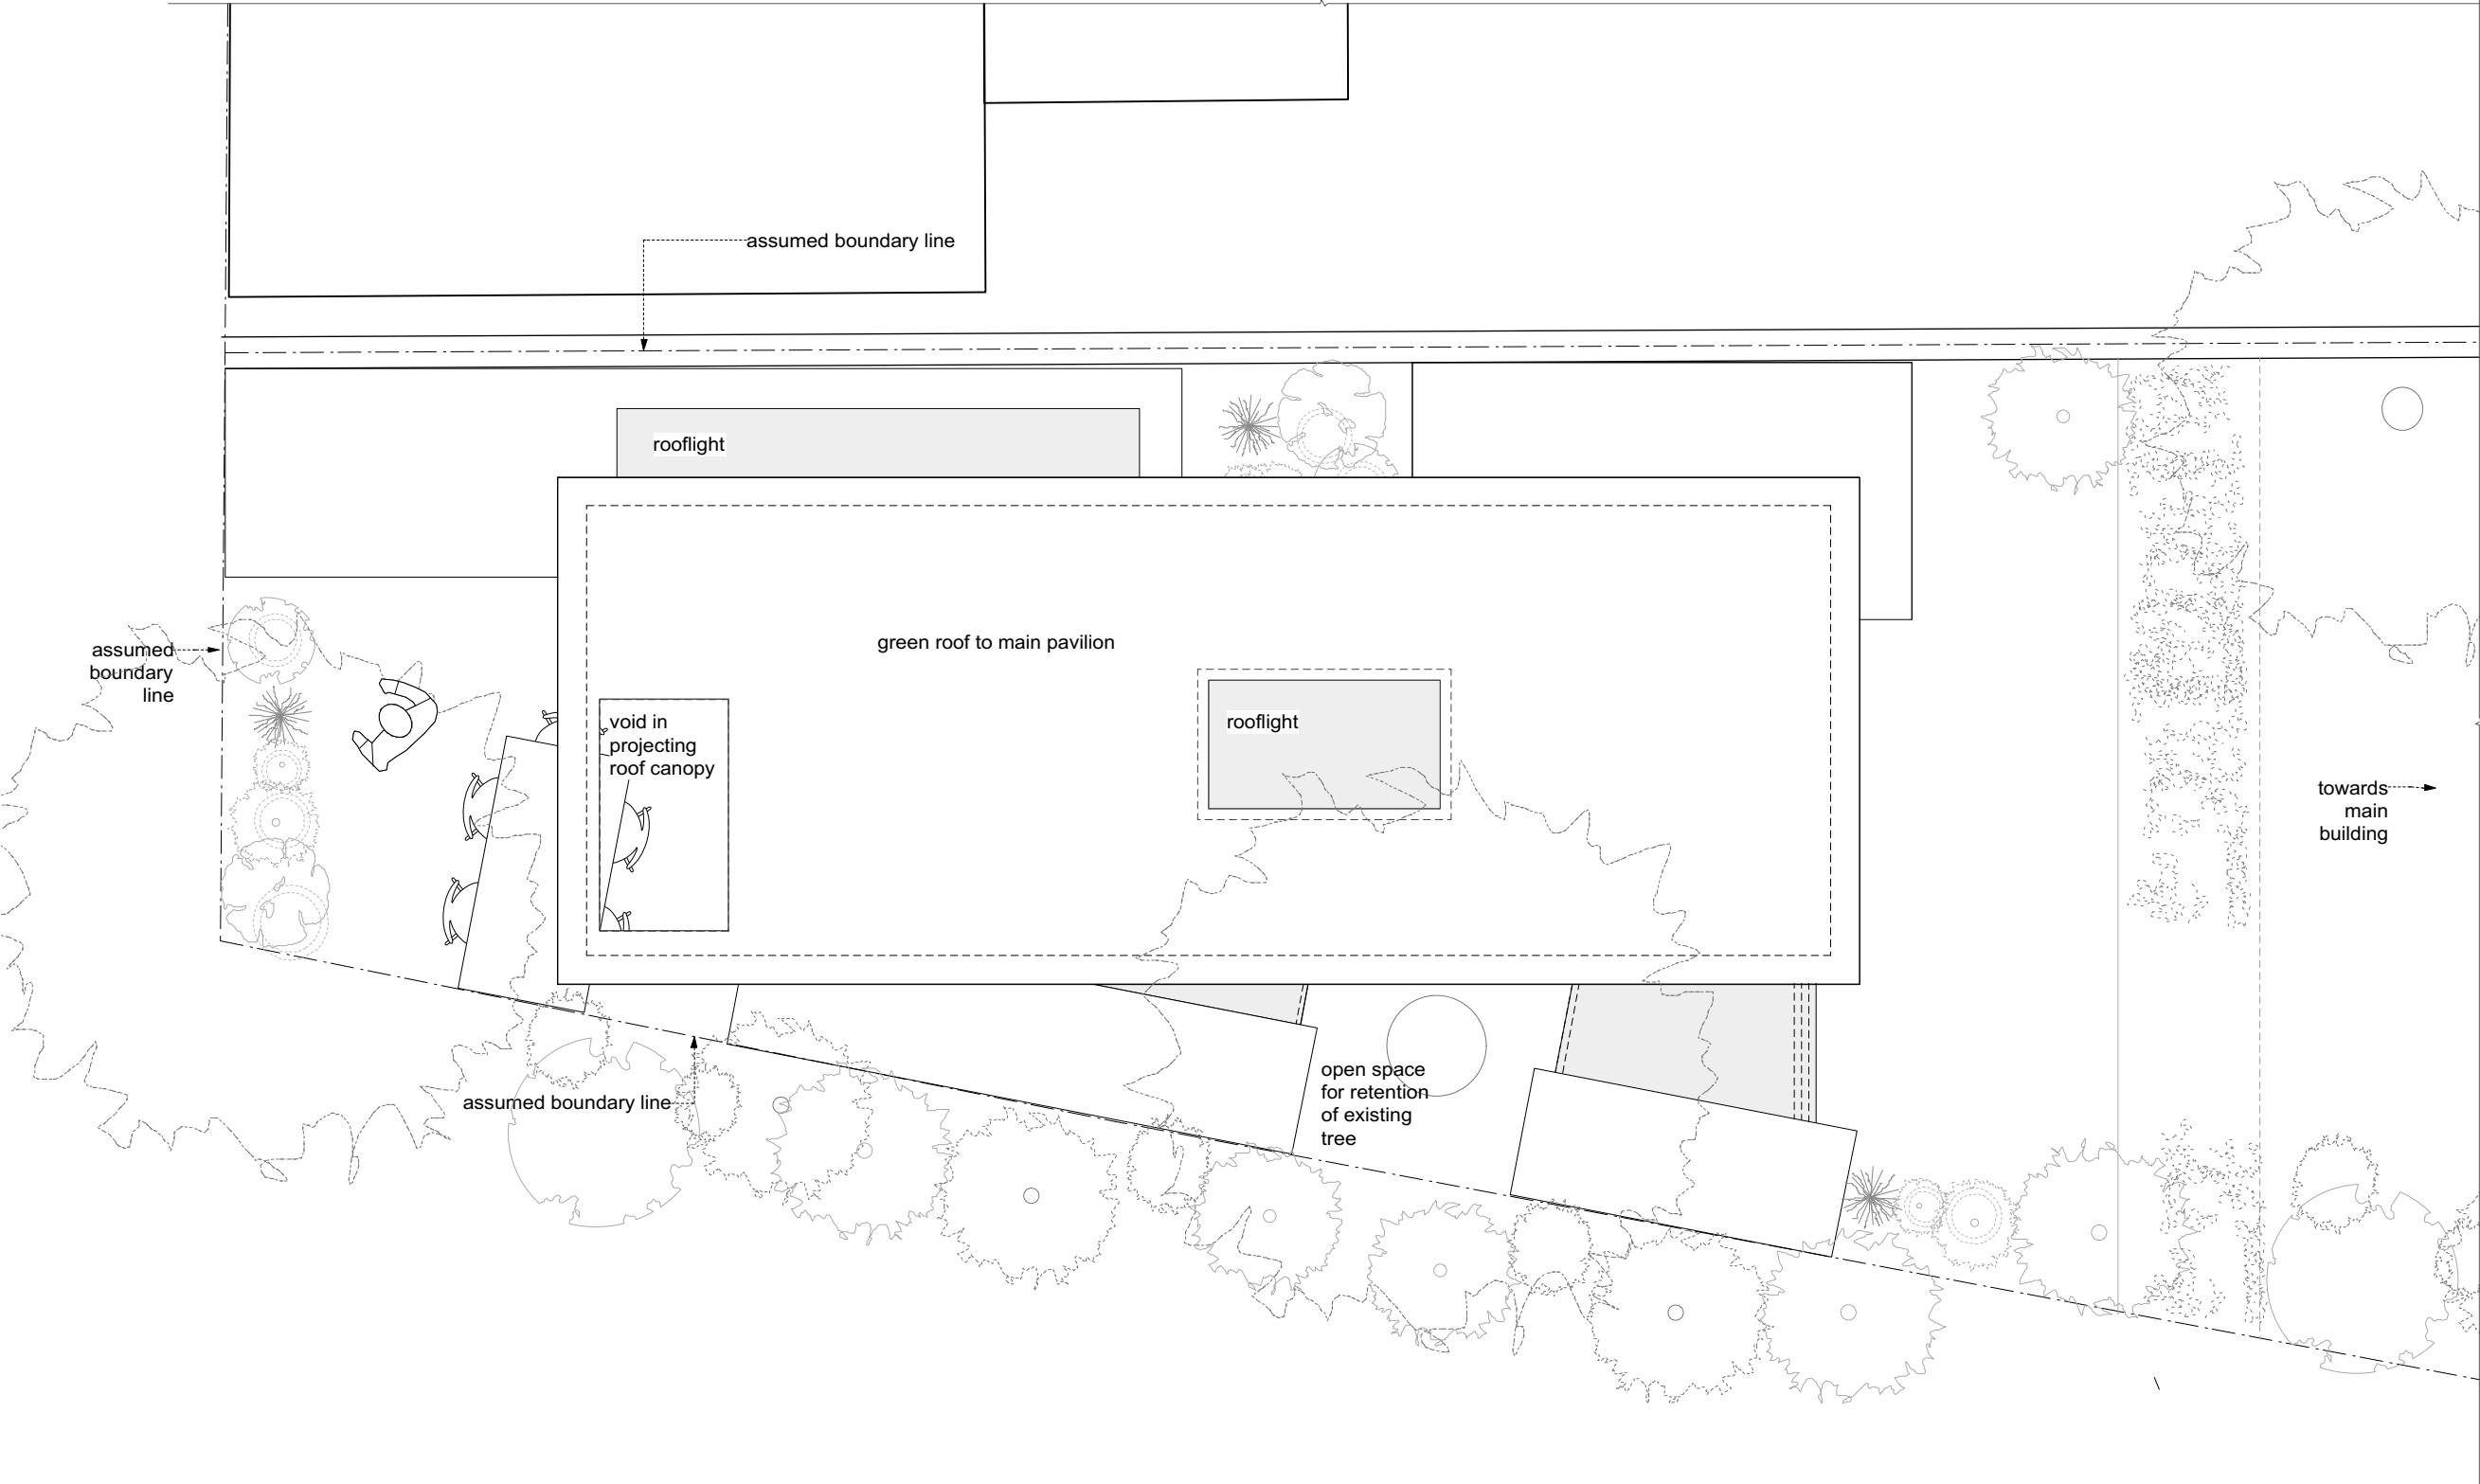 assumed boundary line
rooflight
green roof to main pavilion
assumed
boundary
line
void in
projecting
roof canopy
rooflight
towards
main
building
open space
for retention
of existing
tree
assumed boundary line